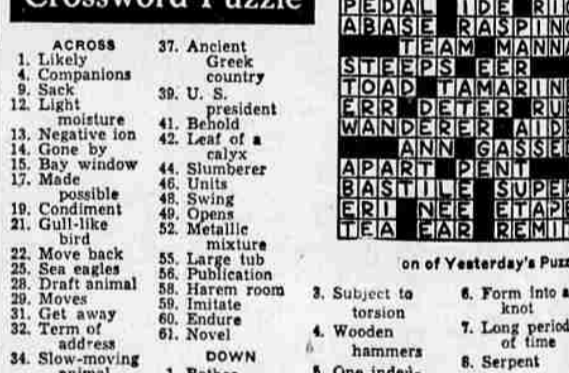 Crossword Puzzle
ACROSS
1. Likely
4. Companions
9. Sack
12. Light
moisture
13. Negative ion
14. Gone by
15. Bay window
17. Made
possible
19. Condiment
21. Gull-like
bird
22. Move back
25. Sea eagles
28. Draft animal
29. Moves
31. Get away
32. Term of
address
34. Slow-moving
animal
37. Ancient
Greek
country
39. U. S.
president
41. Behold
42. Leaf of a
calyx
44. Slumberer
46. Units
48. Swing
49. Opens
52. Metallic
mixture
55. Large tub
56. Publication
58. Harem room
59. Imitate
60. Endure
61. Novel
DOWN
PEDAL IDE RIG
ABASE RASPING
TEAM MANNA
STEEPS EER
TOAD TAMARIN
ERR DETER RU
WANDERER AIDE
ANN GASSE
APART PENT
BASTILE SUPE
ERI NEE ETAPE
TEA EAR REMI
on of Yesterday's Puzz
3. Subject to
torsion
4. Wooden
hammers
6. Form into a
knot
7. Long period
of time
8. Serpent